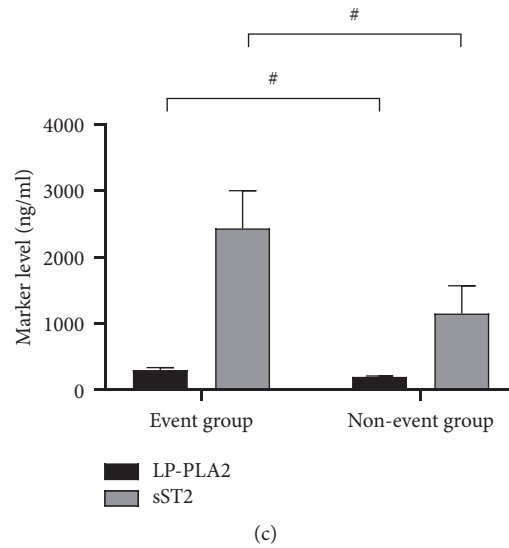 #
#
4000
3000
2000
1000
0
Marker level (ng/ml)
Event group
Non-event group
LP-PLA2
sST2
(c)